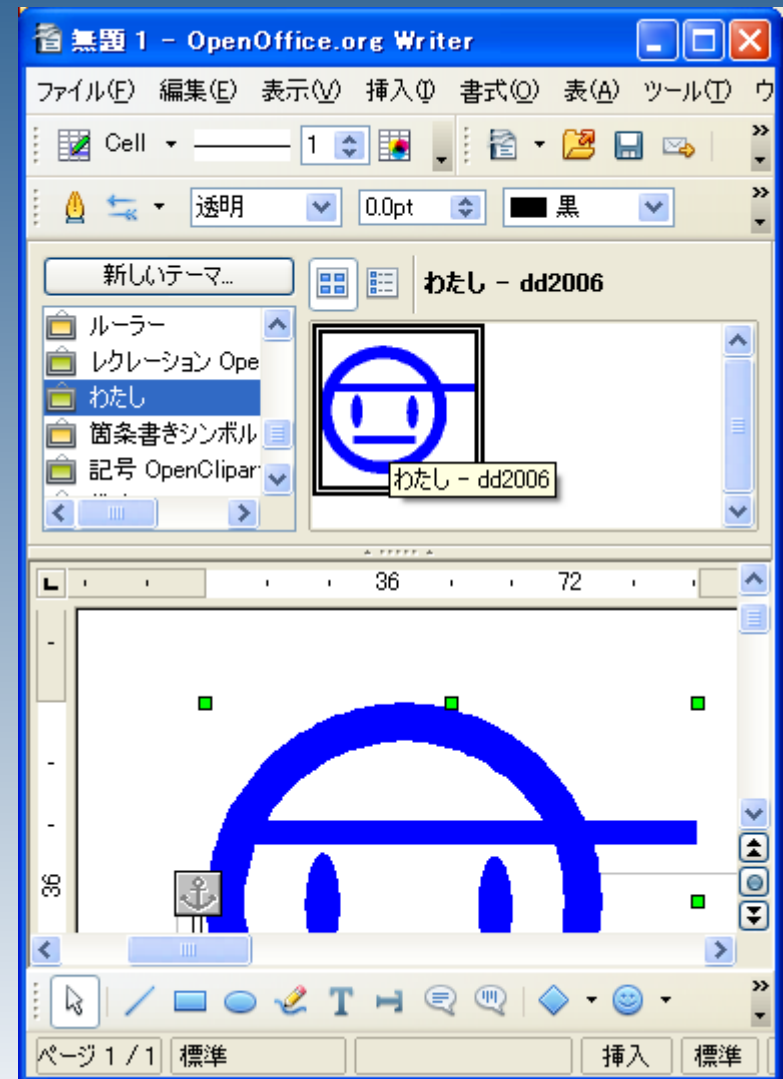 無題 1 - OpenOffice.org Writer
ファイル(F) 編集(E) 表示(V) 挿入(I) 書式(O) 表(A) ツール(T) ウ
Cell 1
透明 0.0pt 黒
新しいテーマ... わたし - dd2006
ルーラー
レクレーション Ope
わたし
箇条書きシンボル
記号 OpenClipar
わたし - dd2006
36 72
36
T
ページ 1 / 1 標準 挿入 標準